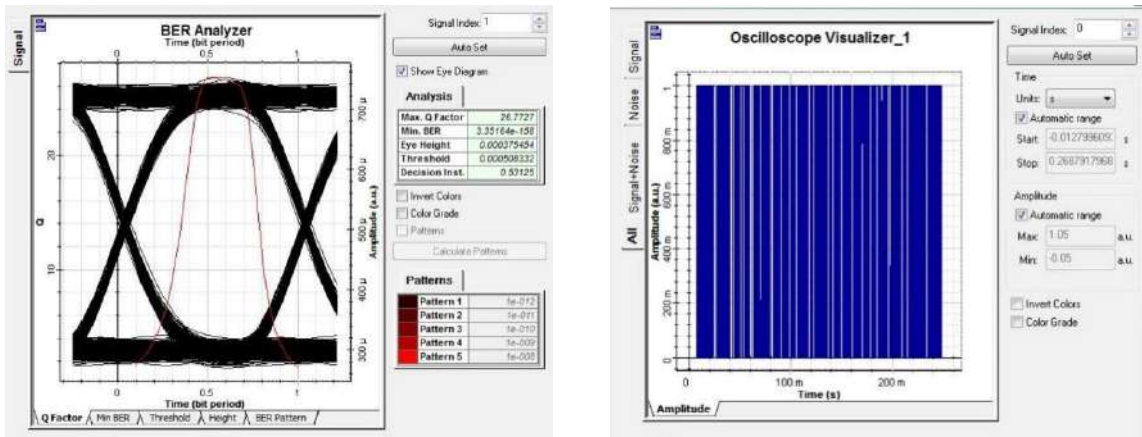 Signal
BER Analyzer
Time (bit period)
0 0.5 1
Q
20
10
700 µ
600 µ
500 µ
400 µ
300 µ
Amplitude (a.u.)
0 0.5 1
Time (bit period)
Q Factor Min BER Threshold Height BER Pattern
Signal Index: 1
Auto Set
Show Eye Diagram
Analysis
Max. Q Factor 26.7727
Min. BER 3.35164e-158
Eye Height 0.000375454
Threshold 0.000508332
Decision Inst. 0.53125
Invert Colors
Color Grade
Patterns
Calculate Patterns
Patterns
Pattern 1 1e-012
Pattern 2 1e-011
Pattern 3 1e-010
Pattern 4 1e-009
Pattern 5 1e-008
All Signal+Noise Noise Signal
Oscilloscope Visualizer_1
Amplitude (a.u.)
1
800 m
600 m
400 m
200 m
0
0 100 m 200 m
Time (s)
Amplitude
Signal Index: 0
Auto Set
Time
Units: s
Automatic range
Start: s
Stop: 0.2687917968 s
Amplitude
Automatic range
Max: 1.05 a.u.
Min: -0.05 a.u.
Invert Colors
Color Grade